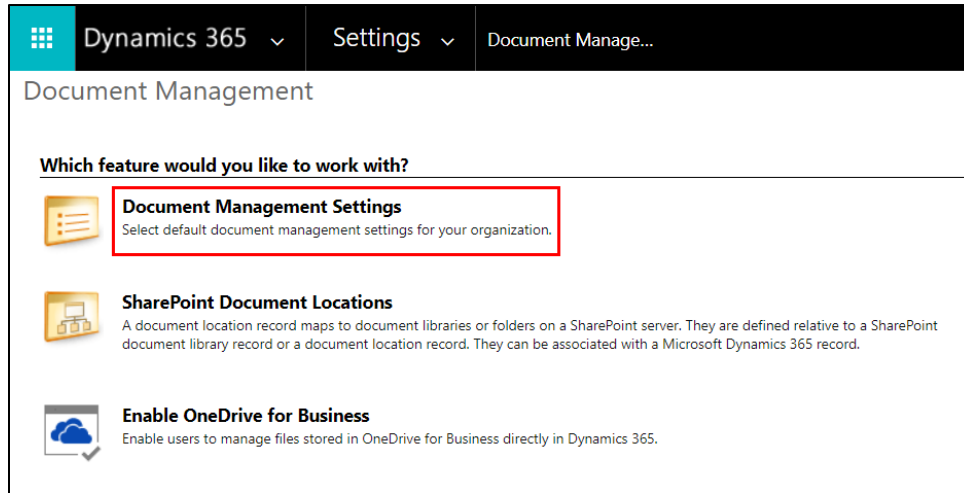 Dynamics 365 Settings Document Manage...
Document Management
Which feature would you like to work with?
Document Management Settings
Select default document management settings for your organization.
SharePoint Document Locations
A document location record maps to document libraries or folders on a SharePoint server. They are defined relative to a SharePoint
document library record or a document location record. They can be associated with a Microsoft Dynamics 365 record.
Enable OneDrive for Business
Enable users to manage files stored in OneDrive for Business directly in Dynamics 365.